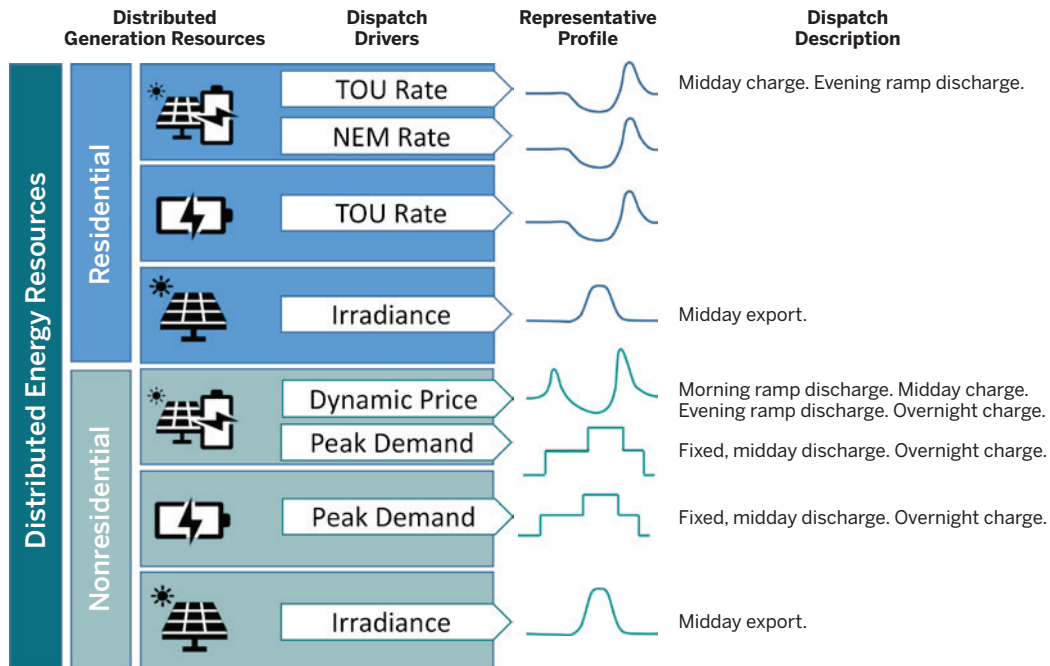 Distributed
Generation Resources
Dispatch
Drivers
Representative
Profile
Dispatch
Description
Distributed Energy Resources
Residential
TOU Rate
Midday charge. Evening ramp discharge.
NEM Rate
TOU Rate
Irradiance
Midday export.
Nonresidential
Dynamic Price
Morning ramp discharge. Midday charge.
Evening ramp discharge. Overnight charge.
Peak Demand
Fixed, midday discharge. Overnight charge.
Peak Demand
Fixed, midday discharge. Overnight charge.
Irradiance
Midday export.